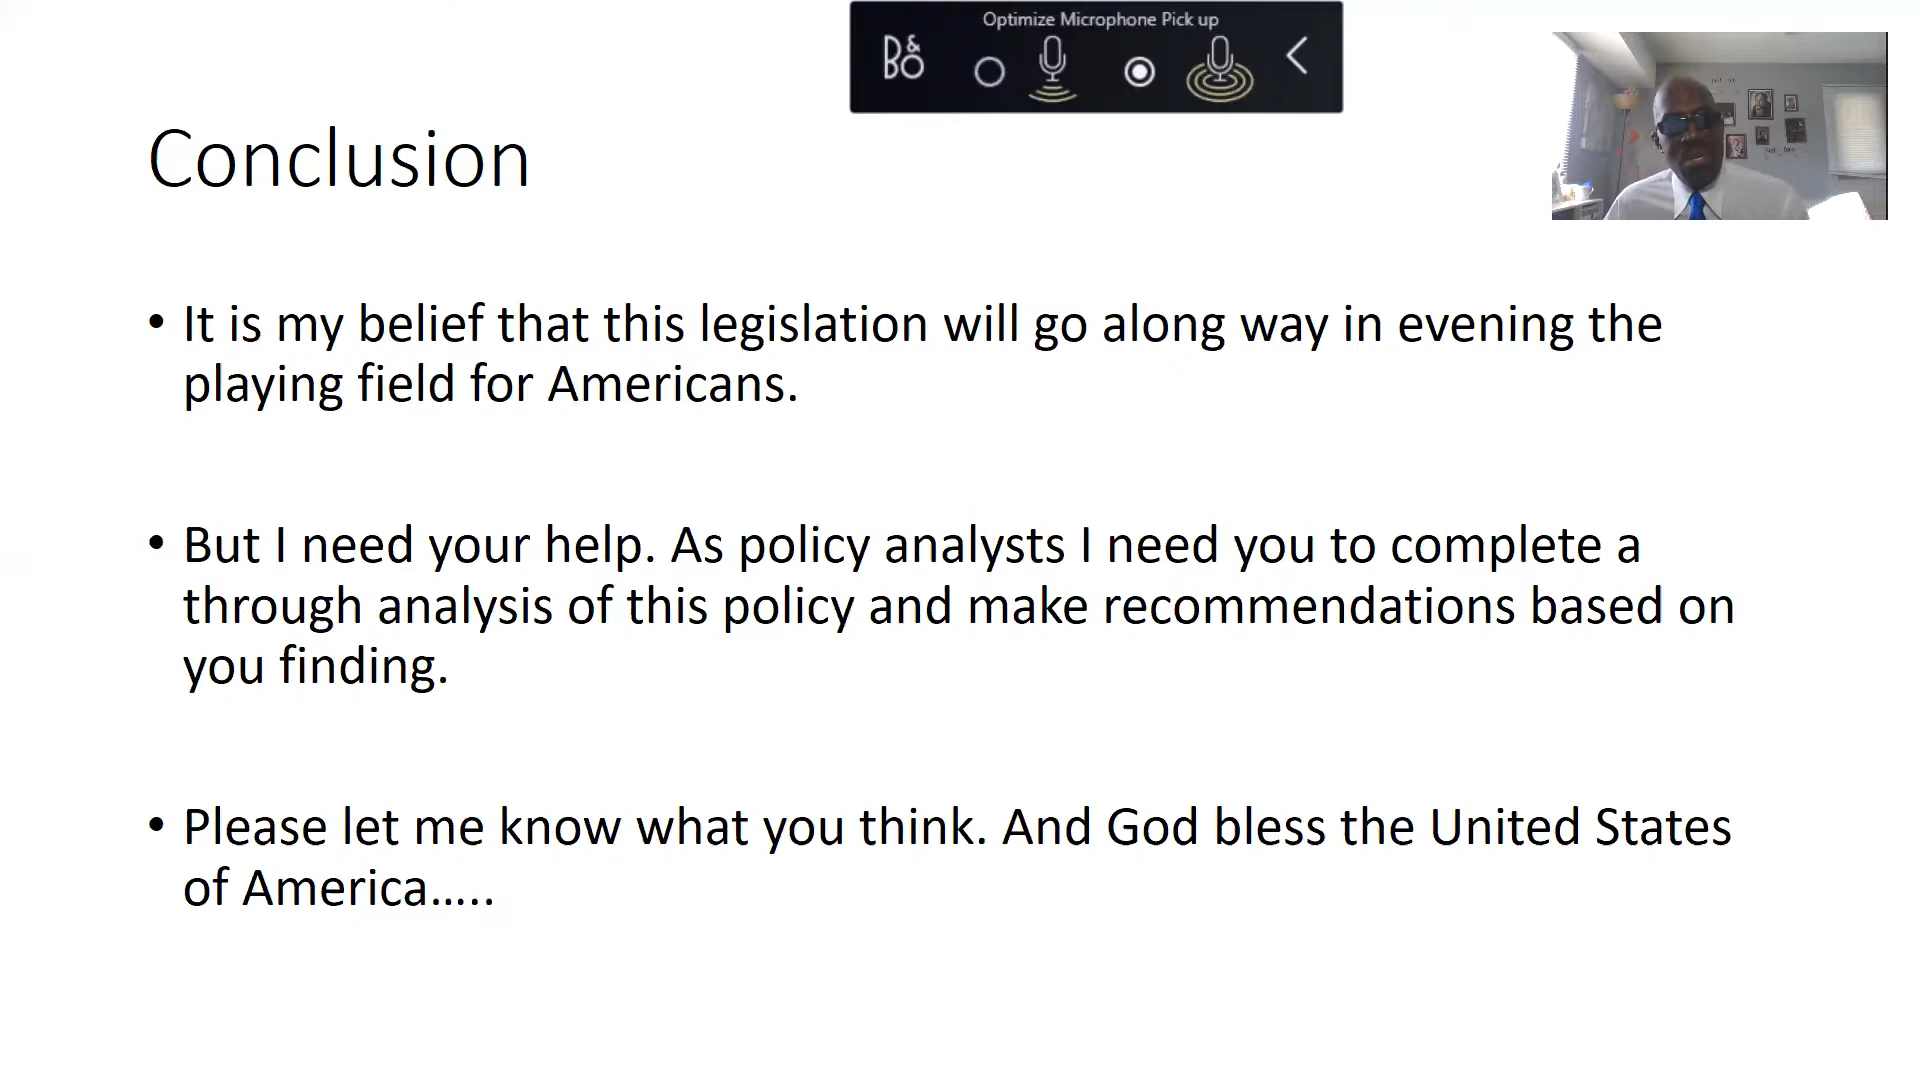 Optimize Microphone Pick up
B&O
Conclusion
• It is my belief that this legislation will go along way in evening the
playing field for Americans.
• But I need your help. As policy analysts I need you to complete a
through analysis of this policy and make recommendations based on
you finding.
• Please let me know what you think. And God bless the United States
of America…..